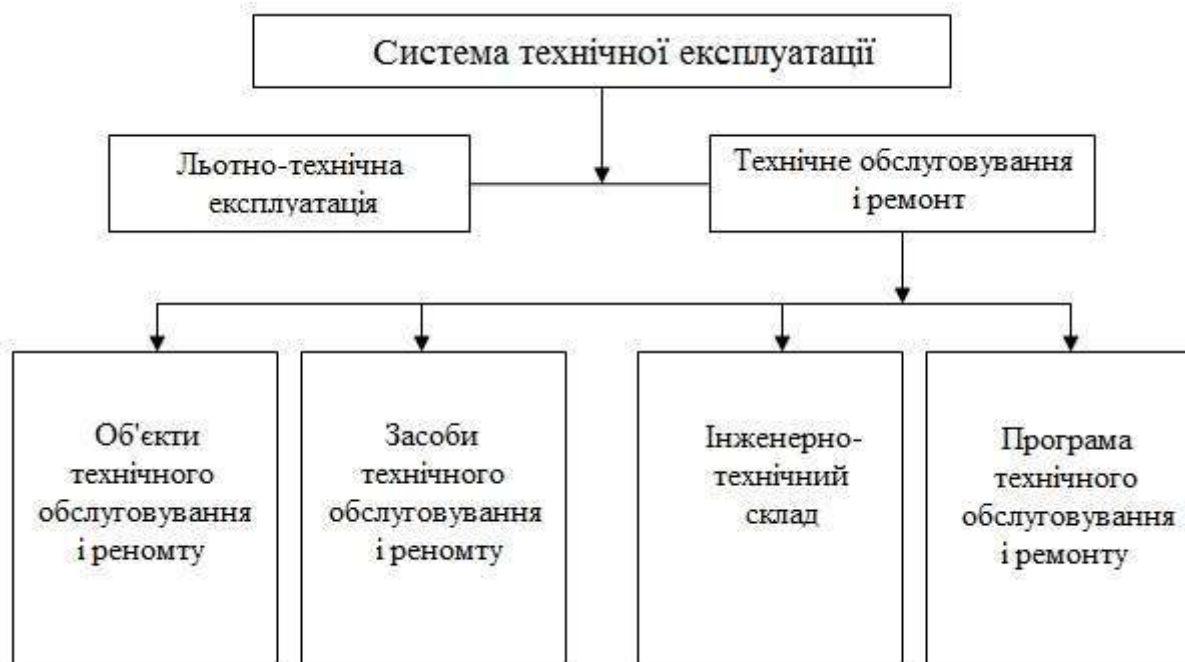 Система технічної експлуатації
Льотно-технічна
експлуатація
Технічне обслуговування
і ремонт
Об'єкти
технічного
обслуговування
і реномту
Засоби
технічного
обслуговування
і реномту
Інженерно-
технічний
склад
Програма
технічного
обслуговування
і ремонту